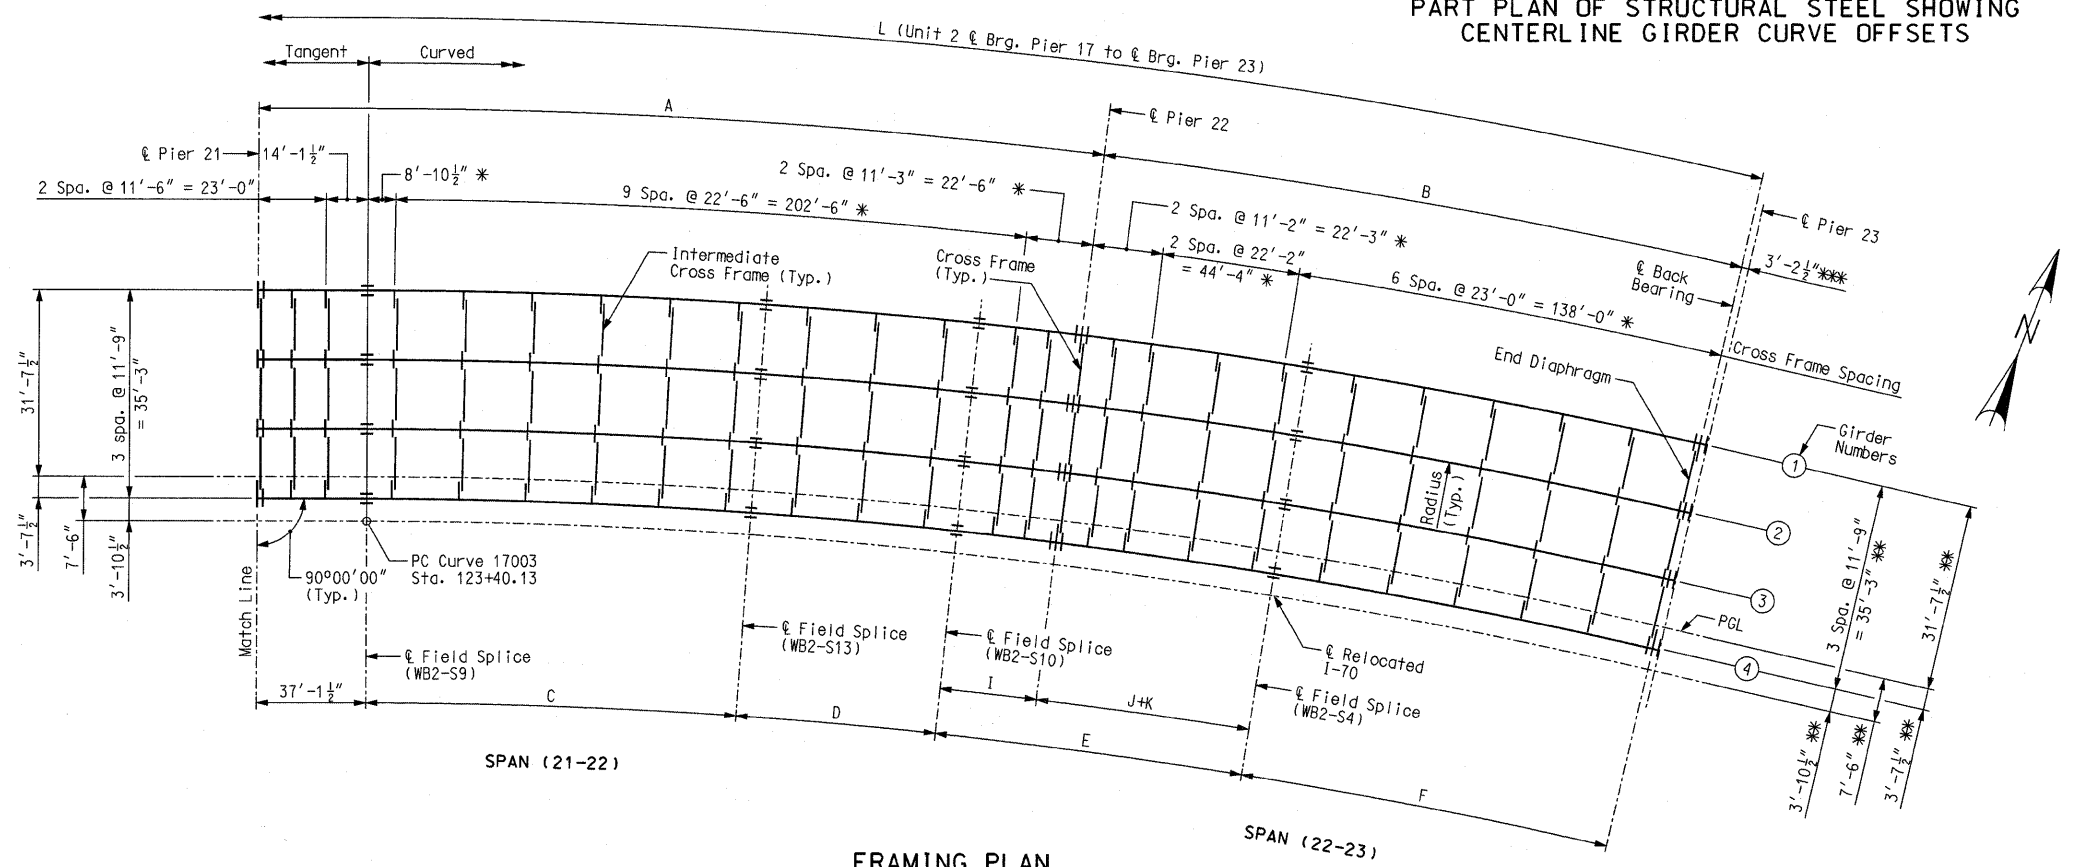 PART PLAN OF STRUCTURAL STEEL SHOWING
CENTERLINE GIRDER CURVE OFFSETS
L (Unit 2 ℄ Brg. Pier 17 to ℄ Brg. Pier 23)
Tangent
Curved
A
℄ Pier 22
℄ Pier 21
14'-1½"
8'-10½" *
2 Spa. @ 11'-3" = 22'-6" *
2 Spa. @ 11'-6" = 23'-0"
9 Spa. @ 22'-6" = 202'-6" *
B
2 Spa. @ 11'-2" = 22'-3" *
2 Spa. @ 22'-2"
= 44'-4" *
℄ Pier 23
3'-2½"***
Intermediate
Cross Frame (Typ.)
Cross Frame
(Typ.)
6 Spa. @ 23'-0" = 138'-0" *
℄ Back
Bearing
Cross Frame Spacing
End Diaphragm
N
Girder
Numbers
1
2
3
4
31'-7½"
3 spa. @ 11'-9"
= 35'-3"
3'-7½"
7'-6"
3'-10½"
Radius
(Typ.)
PC Curve 17003
Sta. 123+40.13
90°00'00"
(Typ.)
Match Line
℄ Field Splice
(WB2-S9)
℄ Field Splice
(WB2-S13)
℄ Field Splice
(WB2-S10)
℄ Relocated
I-70
℄ Field Splice
(WB2-S4)
PGL
3 Spa. @ 11'-9"
= 35'-3" **
31'-7½" **
3'-10½" **
7'-6" **
3'-7½" **
37'-1½"
C
D
I
J+K
E
F
SPAN (21-22)
SPAN (22-23)
FRAMING PLAN